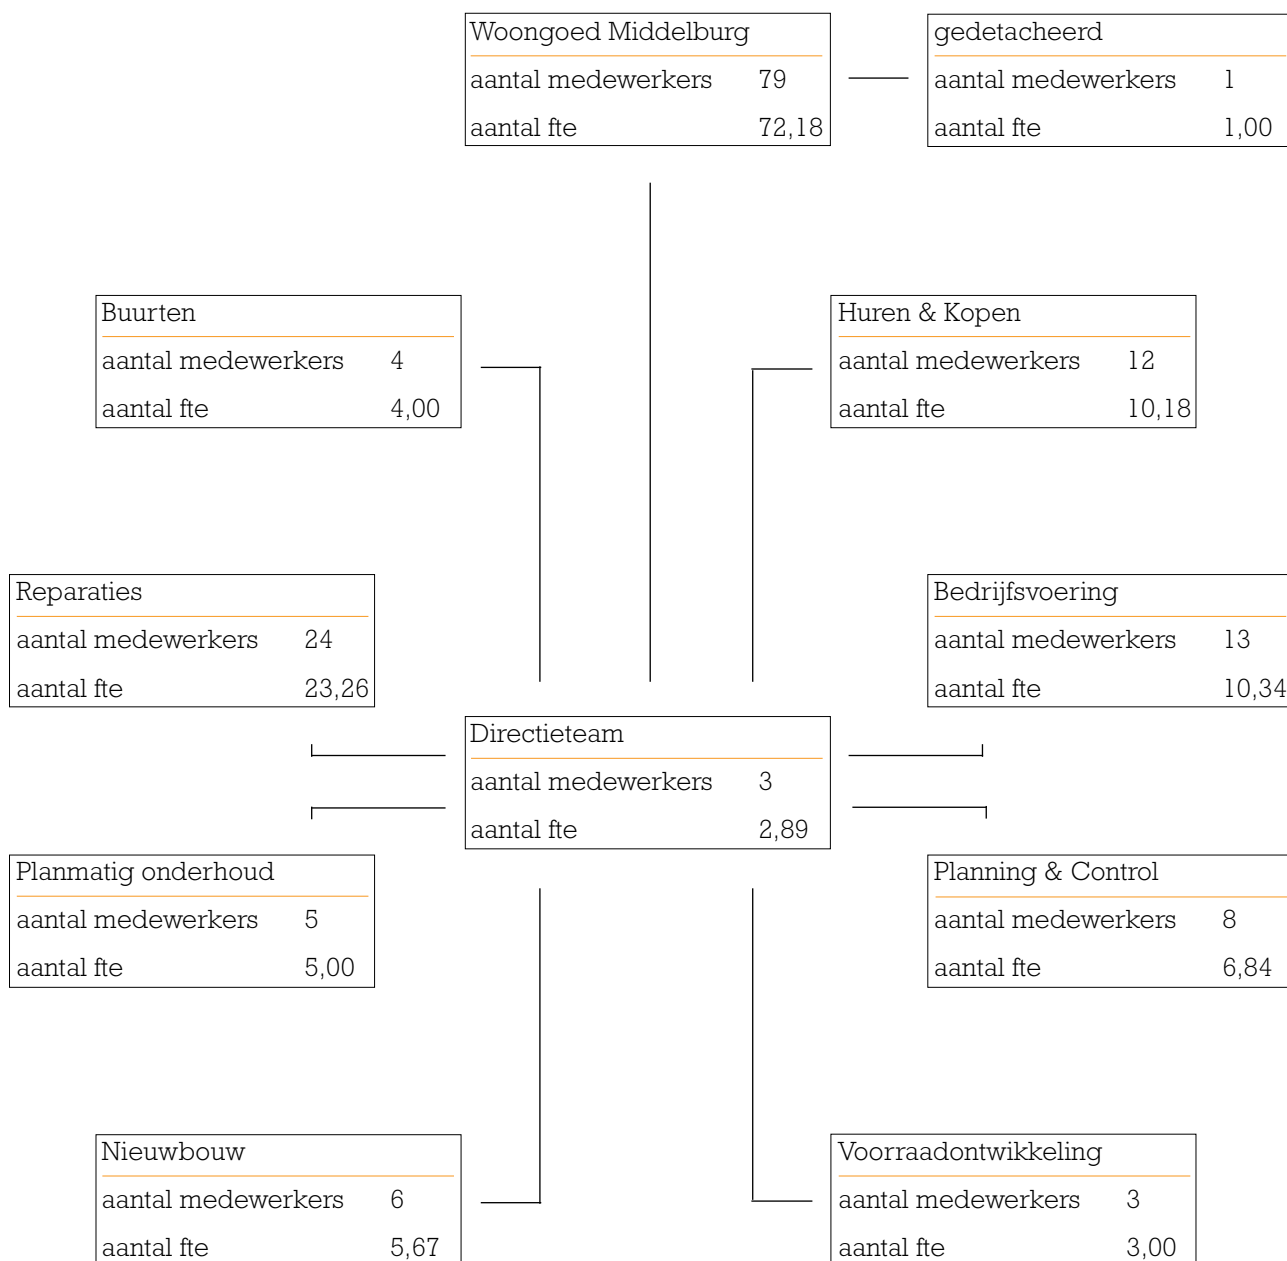 Woongoed Middelburg
aantal medewerkers 79
aantal fte 72,18
gedetacheerd
aantal medewerkers 1
aantal fte 1,00
Buurten
aantal medewerkers 4
aantal fte 4,00
Huren & Kopen
aantal medewerkers 12
aantal fte 10,18
Reparaties
aantal medewerkers 24
aantal fte 23,26
Bedrijfsvoering
aantal medewerkers 13
aantal fte 10,34
Directieteam
aantal medewerkers 3
aantal fte 2,89
Planmatig onderhoud
aantal medewerkers 5
aantal fte 5,00
Planning & Control
aantal medewerkers 8
aantal fte 6,84
Nieuwbouw
aantal medewerkers 6
aantal fte 5,67
Voorraadontwikkeling
aantal medewerkers 3
aantal fte 3,00